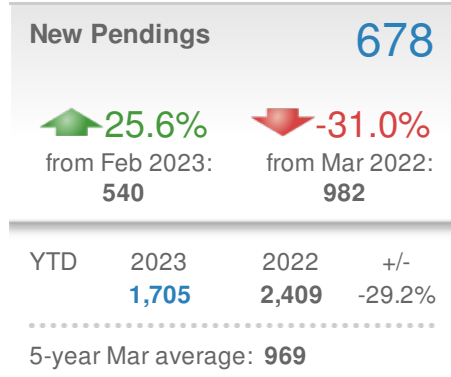 New Pendings 678
25.6% -31.0%
from Feb 2023: from Mar 2022:
540 982
YTD 2023 2022 +/-
1,705 2,409 -29.2%
5-year Mar average: 969